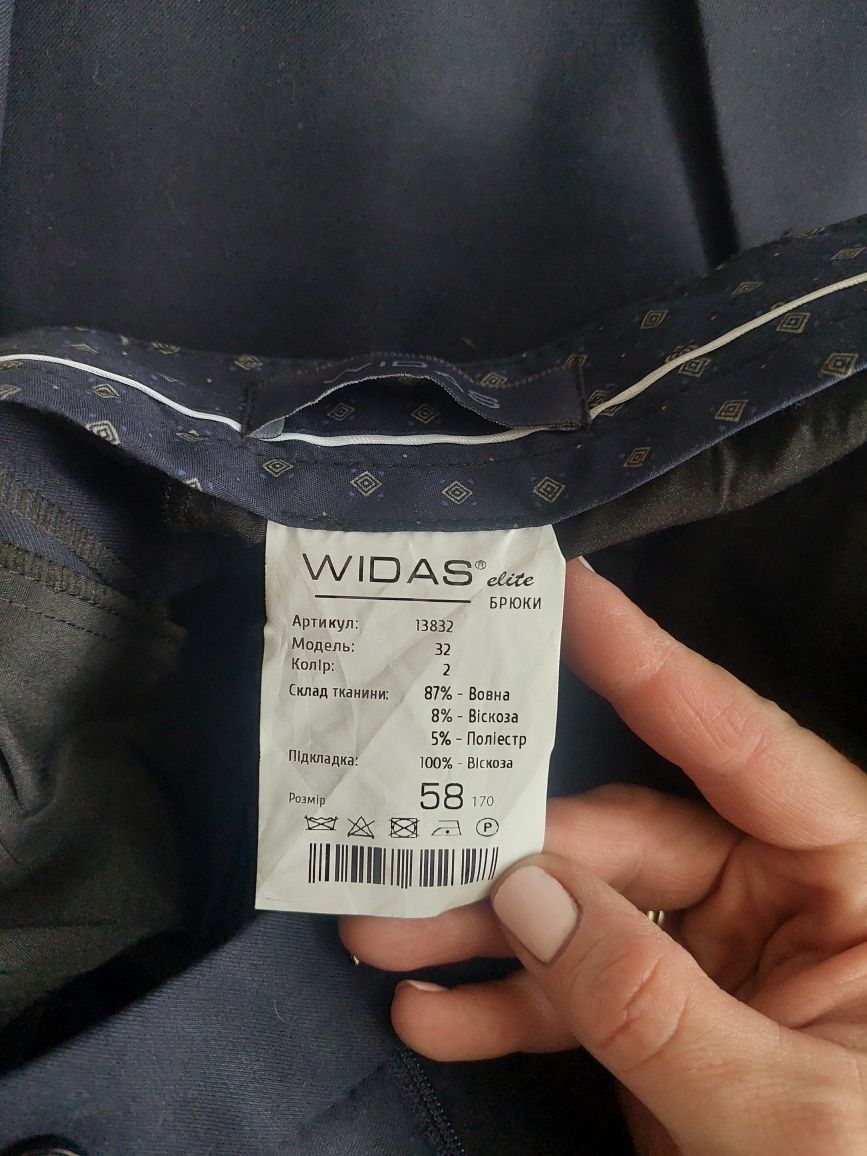 WIDAS
WIDAS® elite
БРЮКИ
Артикул: 13832
Модель: 32
Колір: 2
Склад тканини: 87% - Вовна
8% - Віскоза
5% - Поліестр
Підкладка: 100% - Віскоза
Розмір 58 170
P